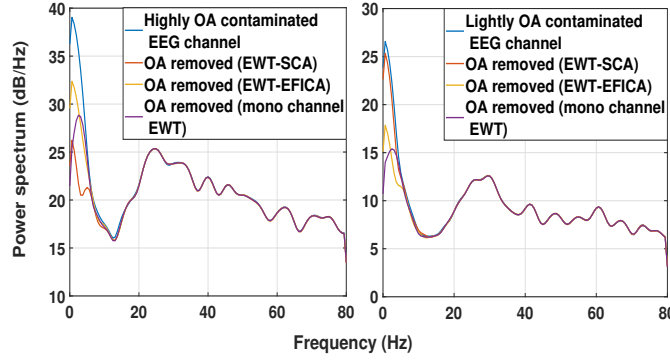 Power spectrum (dB/Hz)
40
35
30
25
20
15
10
0
20
40
60
80
Highly OA contaminated
EEG channel
OA removed (EWT-SCA)
OA removed (EWT-EFICA)
OA removed (mono channel
EWT)
30
25
20
15
10
5
0
0
20
40
60
80
Lightly OA contaminated
EEG channel
OA removed (EWT-SCA)
OA removed (EWT-EFICA)
OA removed (mono channel
EWT)
Frequency (Hz)